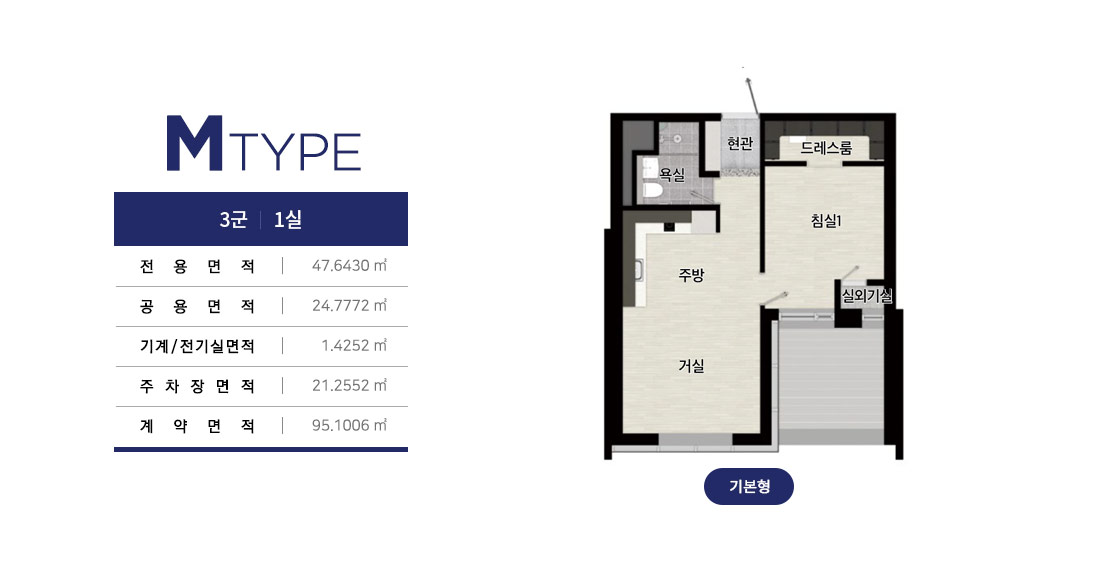 M TYPE
3군 | 1실
전 용 면 적 | 47.6430 ㎡
공 용 면 적 | 24.7772 ㎡
기계/전기실면적 | 1.4252 ㎡
주 차 장 면 적 | 21.2552 ㎡
계 약 면 적 | 95.1006 ㎡
현관
드레스룸
욕실
침실1
주방
실외기실
거실
기본형